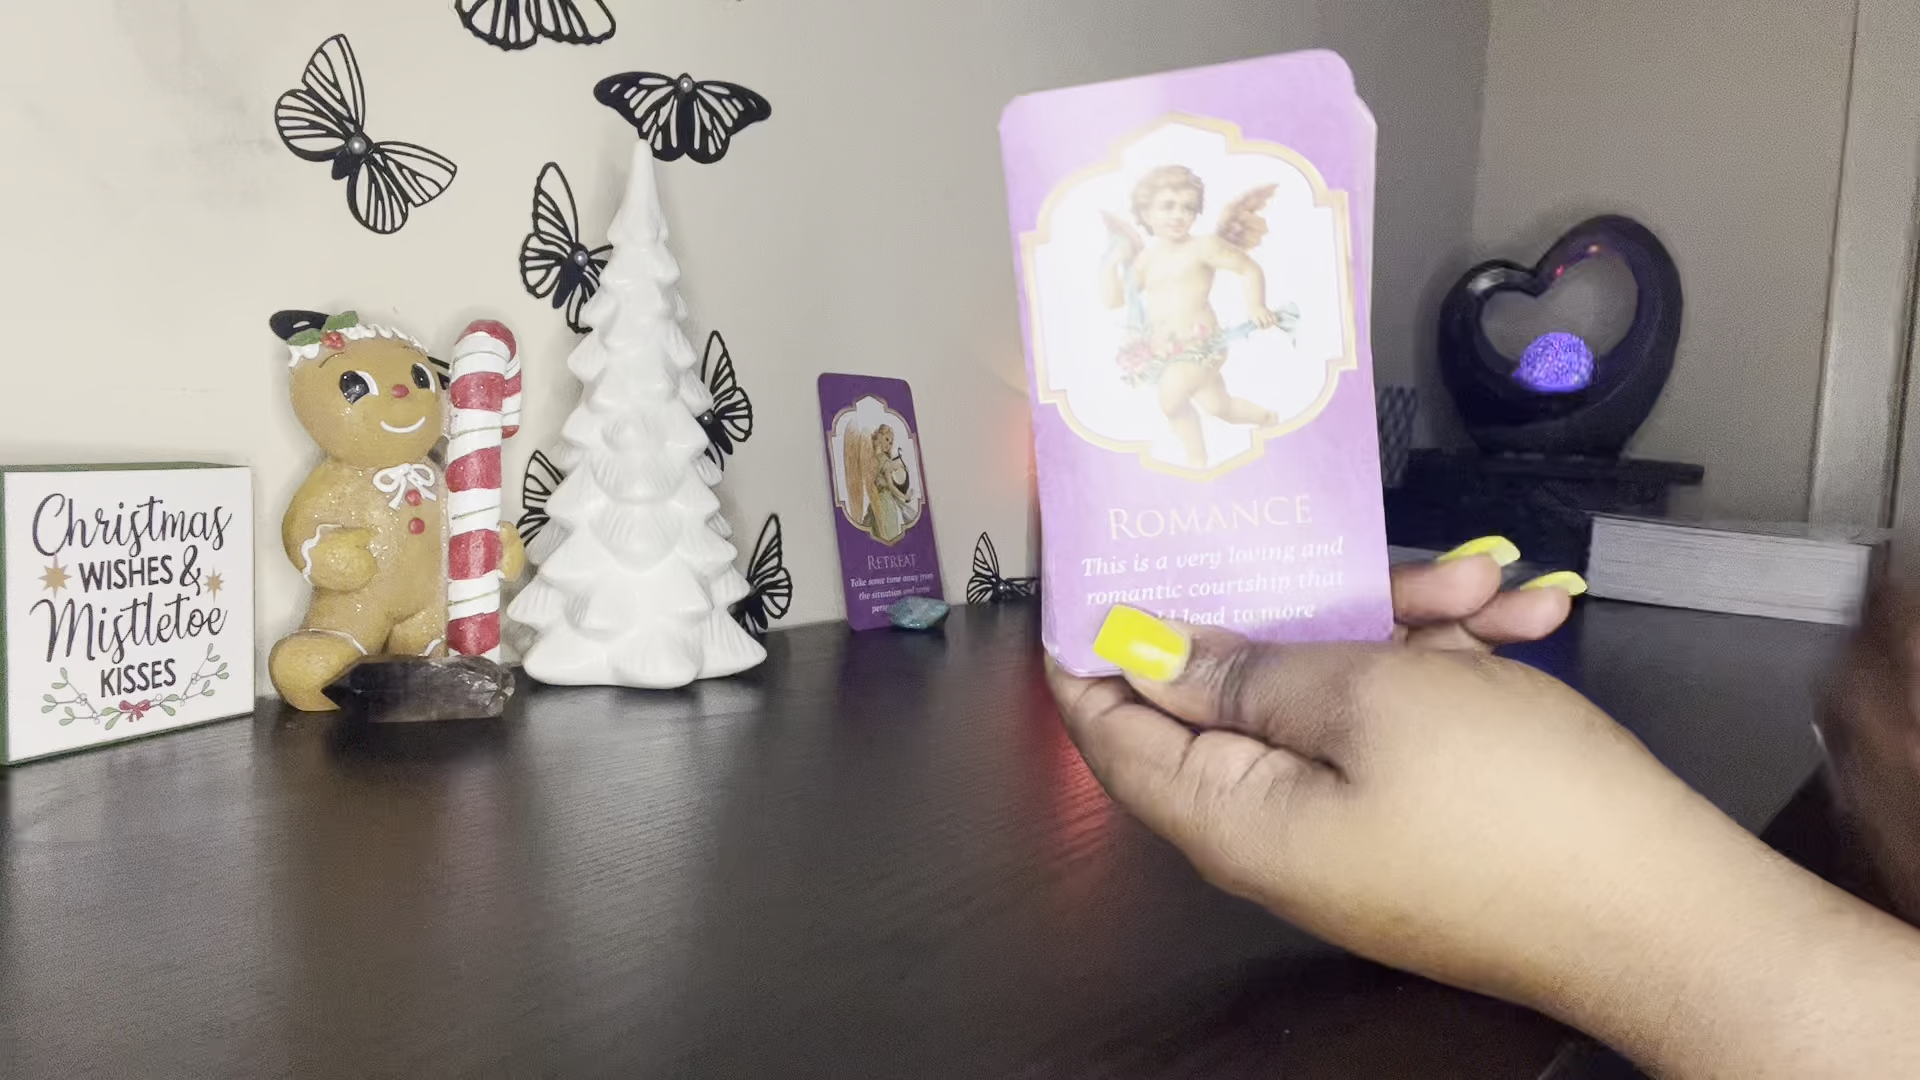 Christmas
WISHES &
Mistletoe
KISSES
RETREAT
Take some time away from
the situation and
ROMANCE
This is a very loving and
romantic courtship that
lead to more